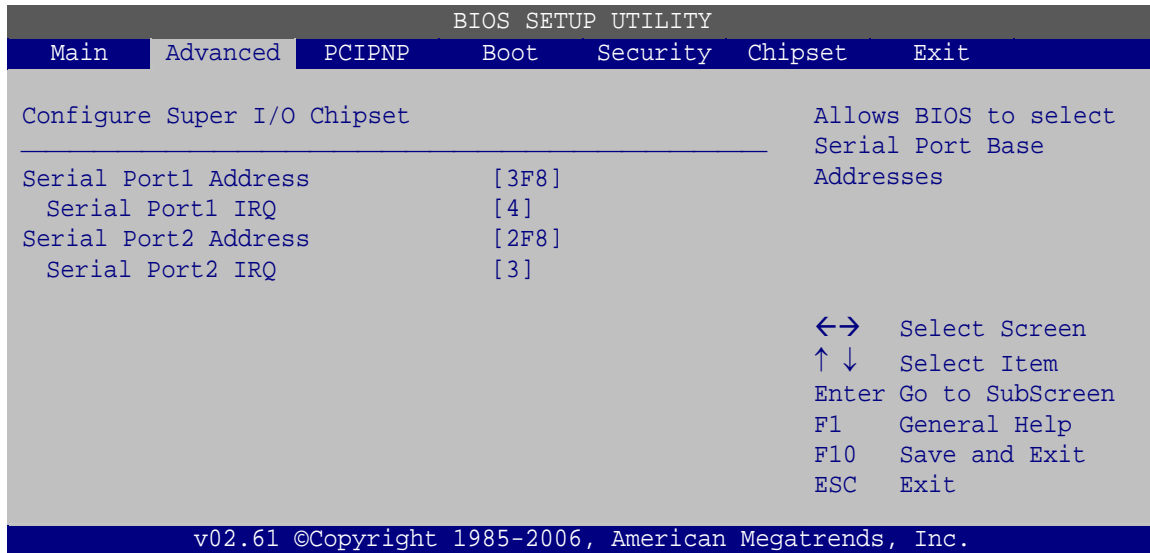 BIOS SETUP UTILITY
Main Advanced PCIPNP Boot Security Chipset Exit
Configure Super I/O Chipset
Serial Port1 Address [3F8]
Serial Port1 IRQ [4]
Serial Port2 Address [2F8]
Serial Port2 IRQ [3]
Allows BIOS to select
Serial Port Base
Addresses
←→ Select Screen
↑ ↓ Select Item
Enter Go to SubScreen
F1 General Help
F10 Save and Exit
ESC Exit
v02.61 ©Copyright 1985-2006, American Megatrends, Inc.